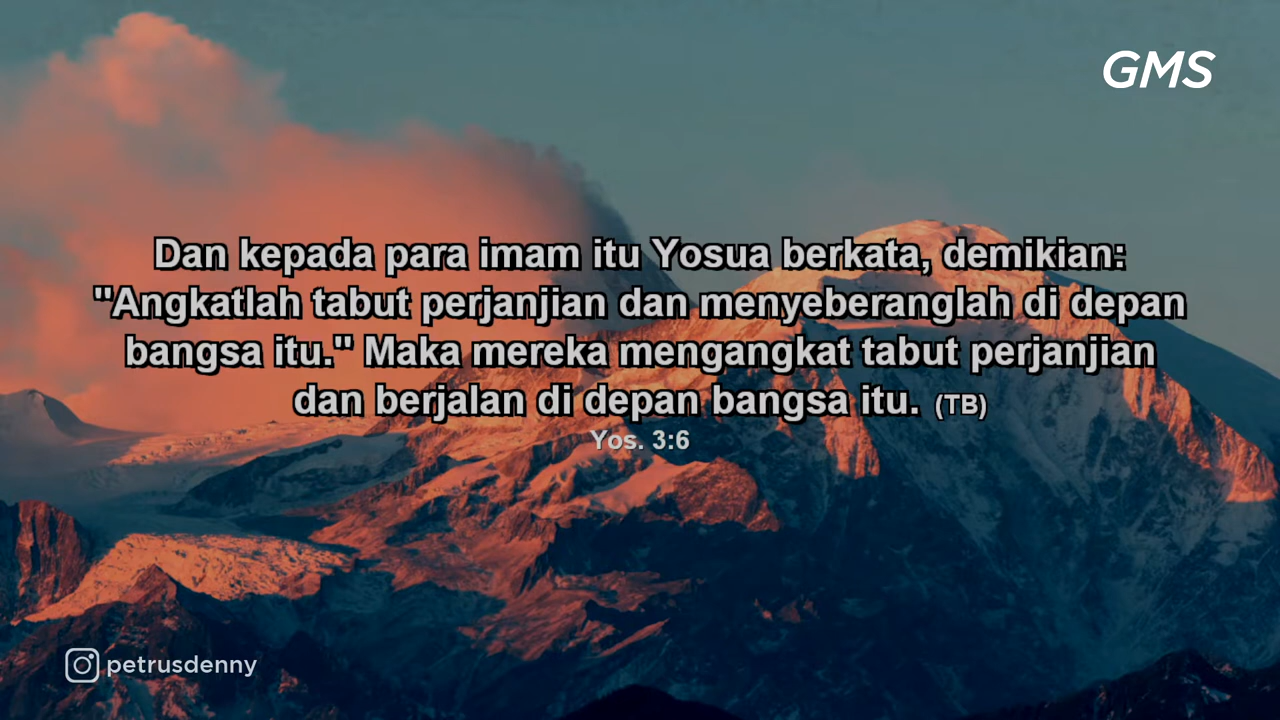 GMS
Dan kepada para imam itu Yosua berkata, demikian:
"Angkatlah tabut perjanjian dan menyeberanglah di depan
bangsa itu." Maka mereka mengangkat tabut perjanjian
dan berjalan di depan bangsa itu. (TB)
Yos. 3:6
petrusdenny